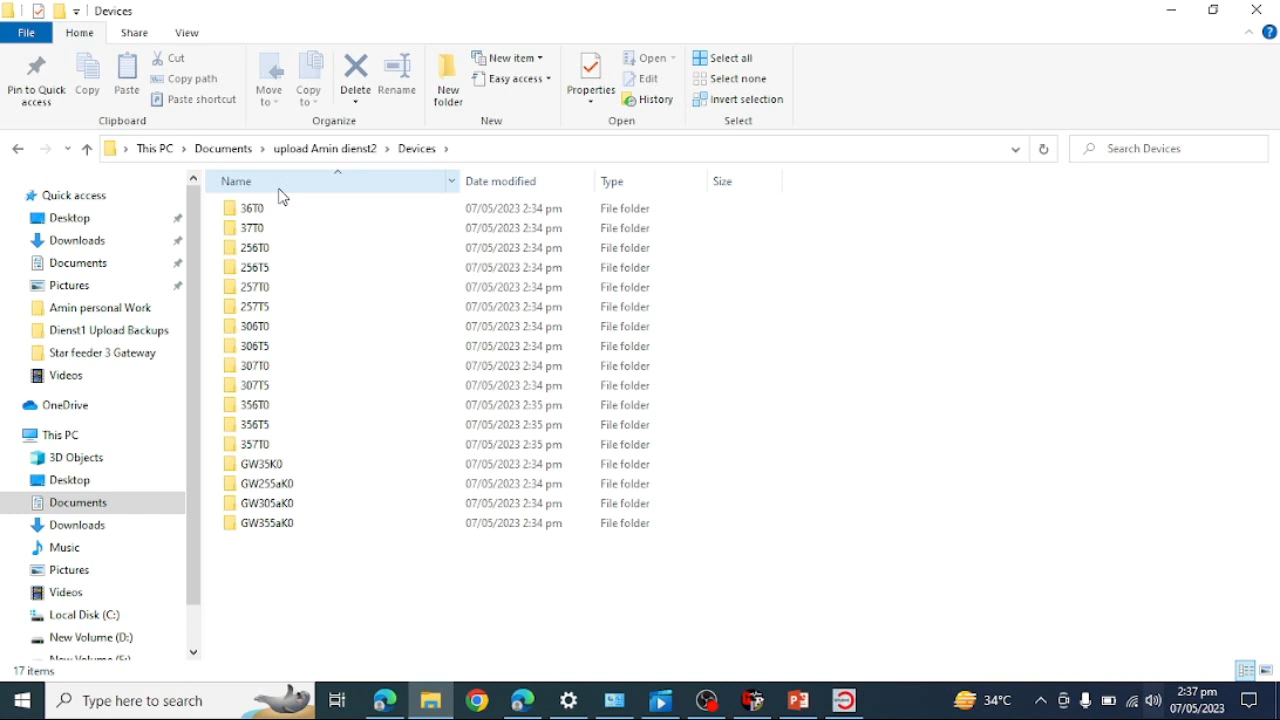 Devices
File Home Share View
Pin to Quick access
Copy
Paste
Cut
Copy path
Paste shortcut
Clipboard
Move to
Copy to
Delete
Rename
Organize
New folder
New item
Easy access
New
Properties
Open
Edit
History
Open
Select all
Select none
Invert selection
Select
This PC › Documents › upload Amin dienst2 › Devices ›
Search Devices
Quick access
Desktop
Downloads
Documents
Pictures
Amin personal Work
Dienst1 Upload Backups
Star feeder 3 Gateway
Videos
OneDrive
This PC
3D Objects
Desktop
Documents
Downloads
Music
Pictures
Videos
Local Disk (C:)
New Volume (D:)
New Volume (E:)
Name Date modified Type Size
36T0 07/05/2023 2:34 pm File folder
37T0 07/05/2023 2:34 pm File folder
256T0 07/05/2023 2:34 pm File folder
256T5 07/05/2023 2:34 pm File folder
257T0 07/05/2023 2:34 pm File folder
257T5 07/05/2023 2:34 pm File folder
306T0 07/05/2023 2:34 pm File folder
306T5 07/05/2023 2:34 pm File folder
307T0 07/05/2023 2:34 pm File folder
307T5 07/05/2023 2:34 pm File folder
356T0 07/05/2023 2:35 pm File folder
356T5 07/05/2023 2:35 pm File folder
357T0 07/05/2023 2:35 pm File folder
GW35K0 07/05/2023 2:34 pm File folder
GW255aK0 07/05/2023 2:34 pm File folder
GW305aK0 07/05/2023 2:34 pm File folder
GW355aK0 07/05/2023 2:34 pm File folder
17 items
Type here to search
34°C
2:37 pm
07/05/2023